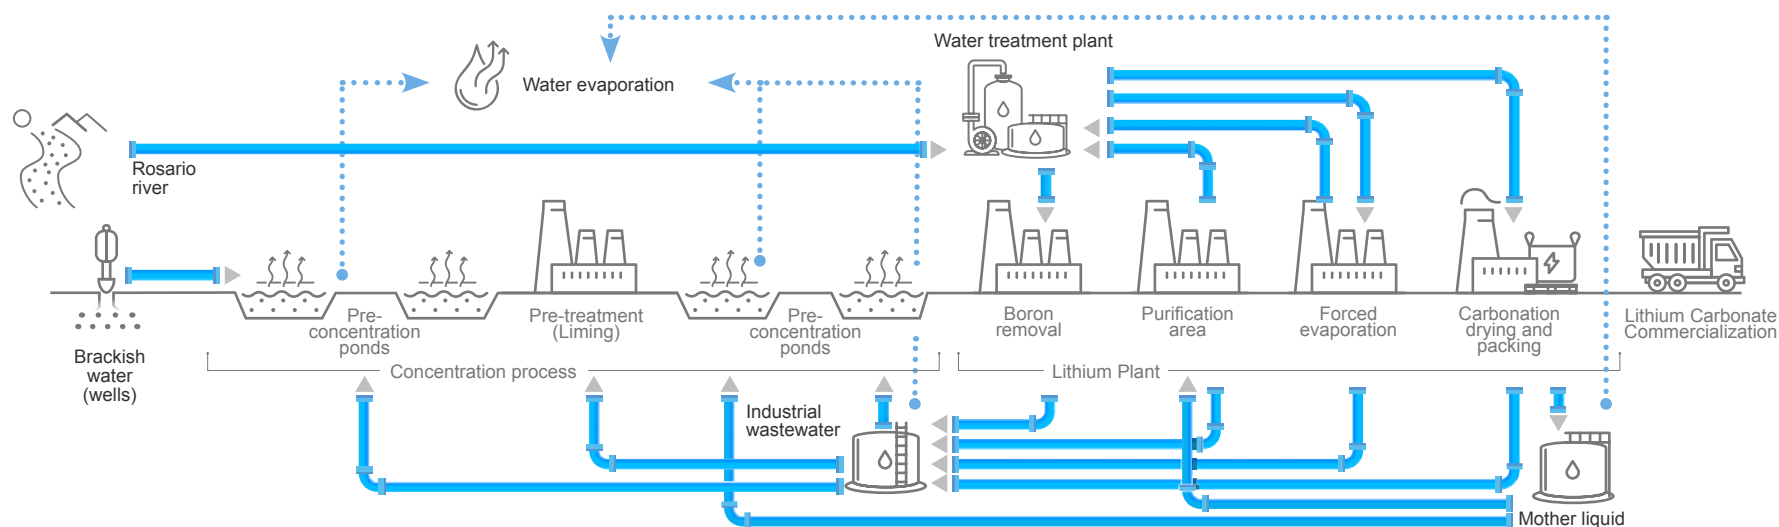 Water treatment plant
Water evaporation
Rosario
river
Brackish
water
(wells)
Pre-
concentration
ponds
Pre-treatment
(Liming)
Pre-
concentration
ponds
Boron
removal
Purification
area
Forced
evaporation
Carbonation
drying and
packing
Lithium Carbonate
Commercialization
Concentration process
Lithium Plant
Industrial
wastewater
Mother liquid